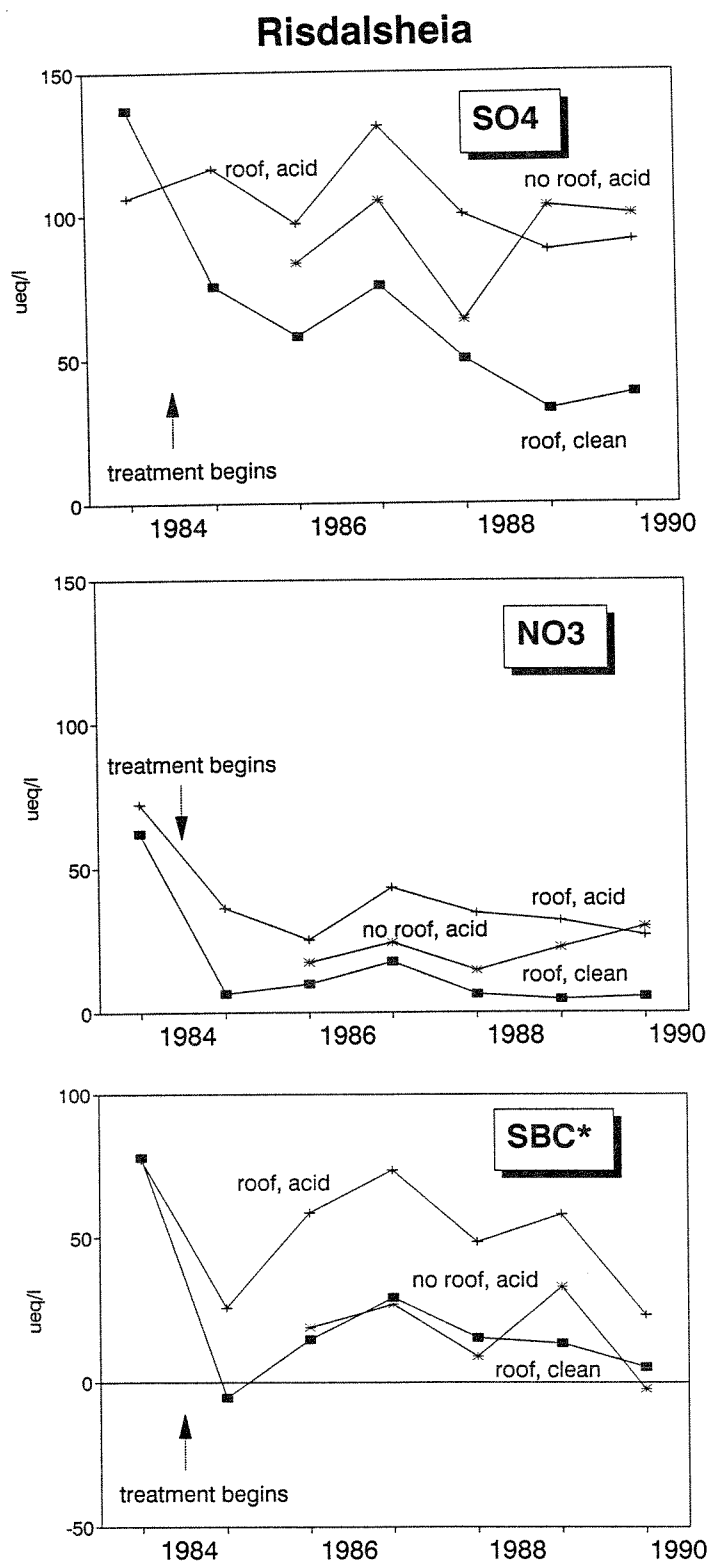 Risdalsheia
150
SO4
roof, acid
no roof, acid
100
ueq/l
50
treatment begins
roof, clean
0
1984 1986 1988 1990
150
NO3
100
treatment begins
ueq/l
50
roof, acid
no roof, acid
roof, clean
0
1984 1986 1988 1990
100
SBC*
roof, acid
50
no roof, acid
ueq/l
roof, clean
0
treatment begins
-50
1984 1986 1988 1990